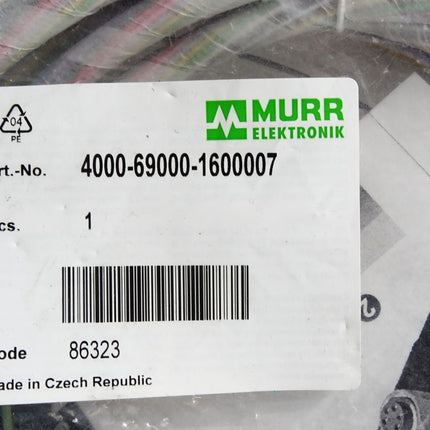 MURR
ELEKTRONIK
04
PE
rt.-No. 4000-69000-1600007
cs. 1
ode 86323
ade in Czech Republic